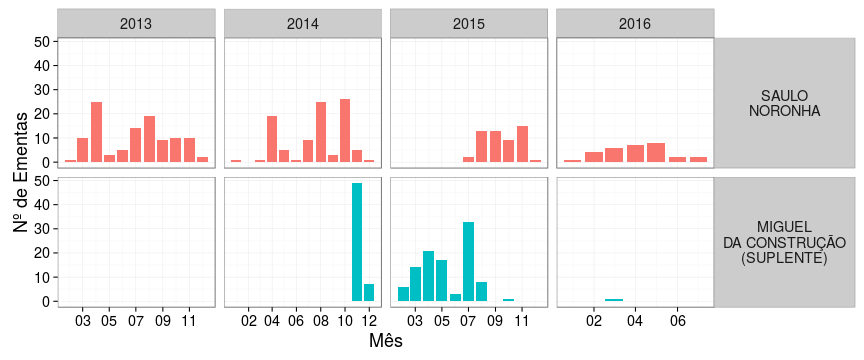 2013 2014 2015 2016
50
40
30
20
10
0
SAULO
NORONHA
Nº de Ementas
50
40
30
20
10
0
MIGUEL
DA CONSTRUÇÃO
(SUPLENTE)
03 05 07 09 11 02 04 06 08 10 12 03 05 07 09 11 02 04 06
Mês